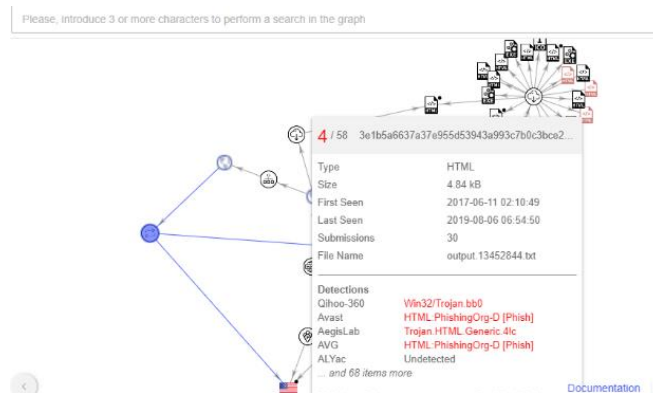 Please, Introduce 3 or more characters to perform a search in the graph
4 / 58 3e1b5a6637a37e955d53943a993c7b0c3bce2...
Type HTML
Size 4.84 kB
First Seen 2017-06-11 02:10:49
Last Seen 2019-08-06 06:54:50
Submissions 30
File Name output.13452844.txt
Detections
Qihoo-360 Win32/Trojan.bb0
Avast HTML:PhishingOrg-D [Phish]
AegisLab Trojan.HTML.Generic.4!c
AVG HTML:PhishingOrg-D [Phish]
ALYac Undetected
... and 68 items more
Documentation